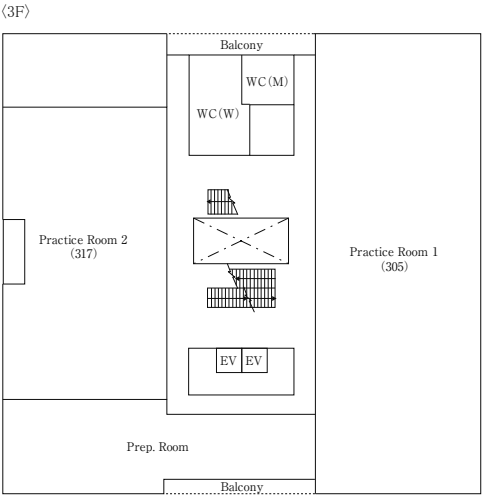 〈3F〉
Balcony
WC(M)
WC(W)
Practice Room 2
(317)
Practice Room 1
(305)
EV EV
Prep. Room
Balcony